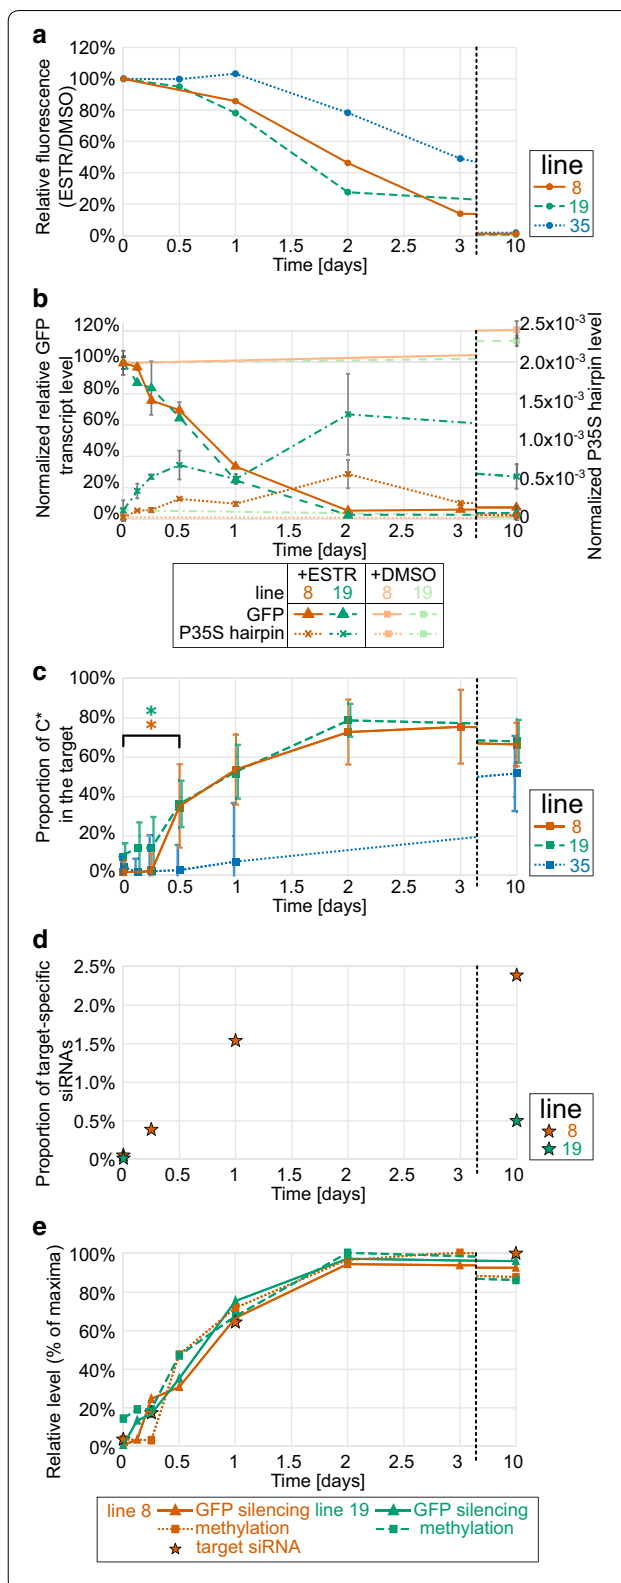 a
Relative fluorescence
(ESTR/DMSO)
120%
100%
80%
60%
40%
20%
0%
0 0.5 1 1.5 2 2.5 3 10
Time [days]
line
8
19
35
b
Normalized relative GFP
transcript level
120%
100%
80%
60%
40%
20%
0%
2.5x10-3
2.0x10-3
1.5x10-3
1.0x10-3
0.5x10-3
0
Normalized P35S hairpin level
0 0.5 1 1.5 2 2.5 3 10
Time [days]
+ESTR +DMSO
line 8 19 8 19
GFP
P35S hairpin
c
Proportion of C*
in the target
100%
80%
60%
40%
20%
0%
*
*
0 0.5 1 1.5 2 2.5 3 10
Time [days]
line
8
19
35
d
Proportion of target-specific
siRNAs
2.5%
2.0%
1.5%
1.0%
0.5%
0%
0 0.5 1 1.5 2 2.5 3 10
Time [days]
line
8
19
e
Relative level (% of maxima)
100%
80%
60%
40%
20%
0%
0 0.5 1 1.5 2 2.5 3 10
Time [days]
line 8 GFP silencing line 19 GFP silencing
methylation methylation
target siRNA